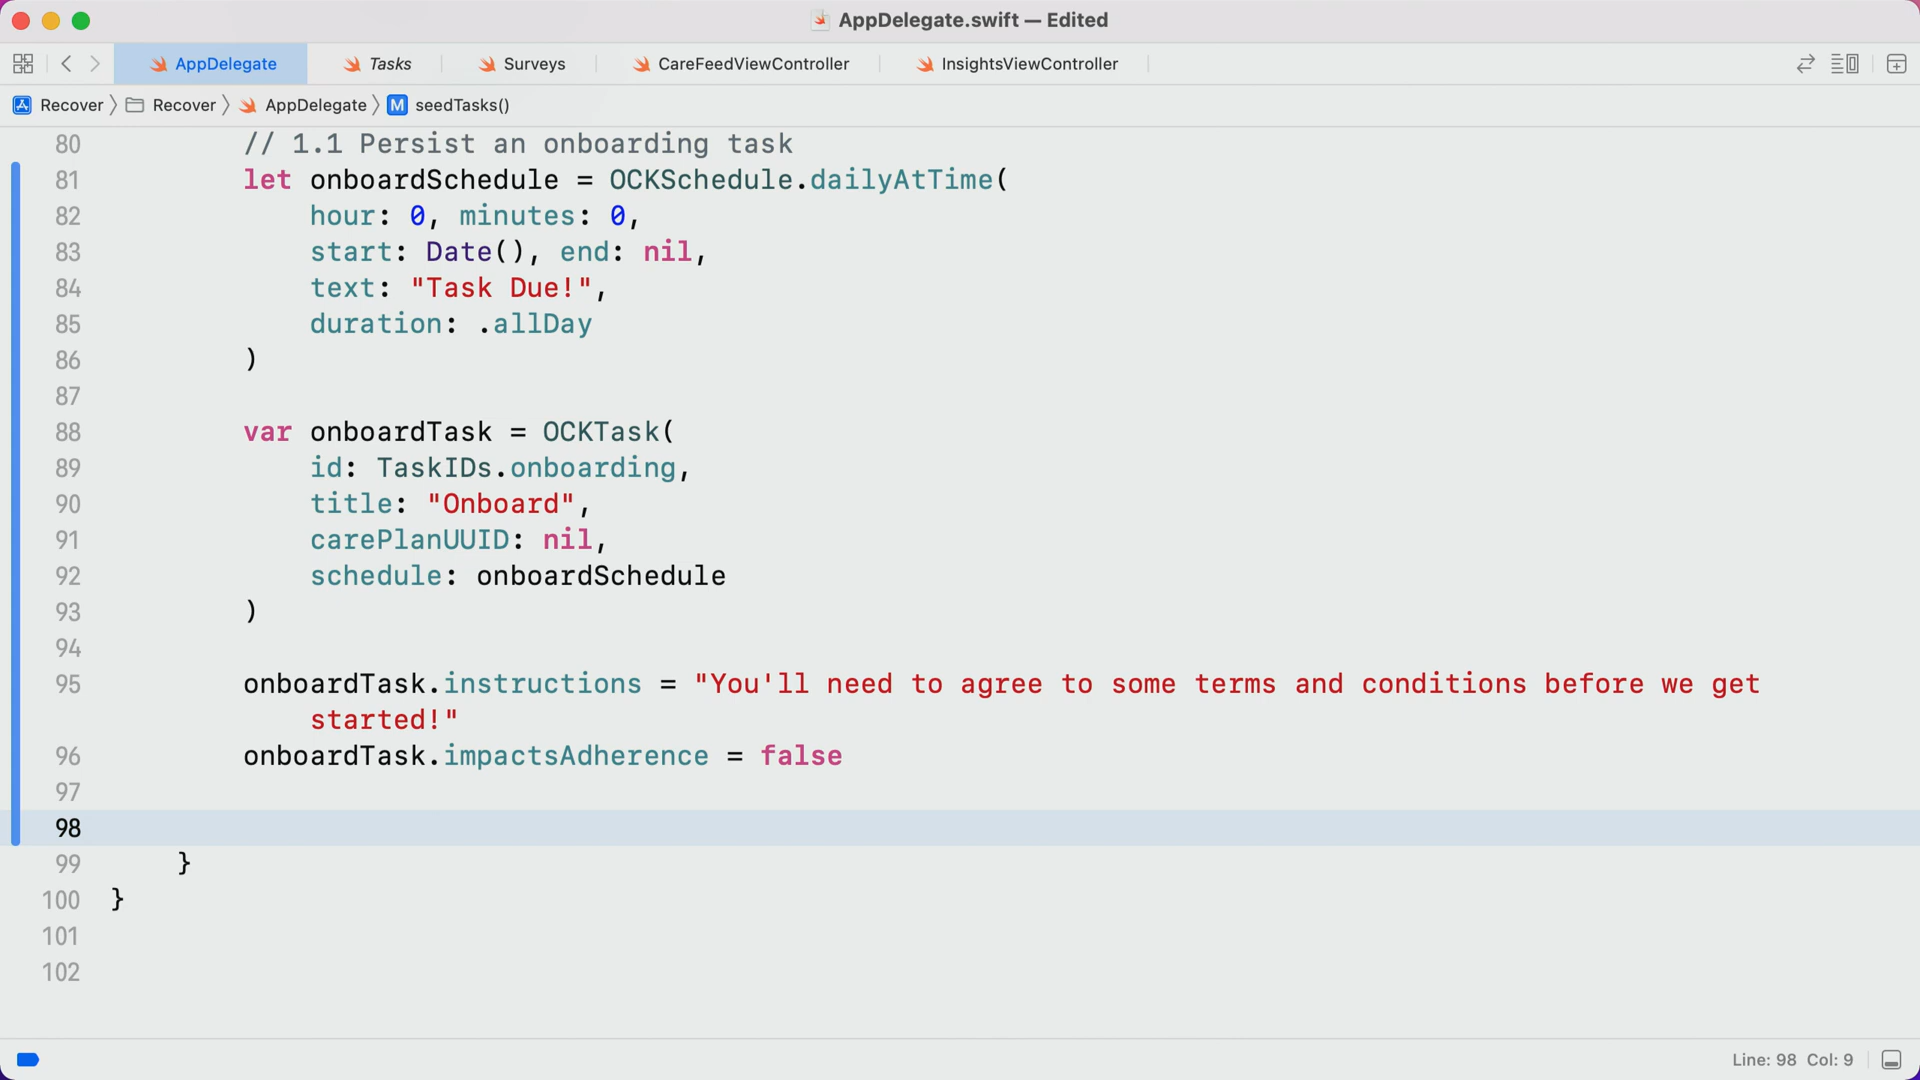 AppDelegate.swift — Edited
AppDelegate Tasks Surveys CareFeedViewController InsightsViewController
Recover Recover AppDelegate M seedTasks()
80 // 1.1 Persist an onboarding task
81 let onboardSchedule = OCKSchedule.dailyAtTime(
82 hour: 0, minutes: 0,
83 start: Date(), end: nil,
84 text: "Task Due!",
85 duration: .allDay
86 )
87
88 var onboardTask = OCKTask(
89 id: TaskIDs.onboarding,
90 title: "Onboard",
91 carePlanUUID: nil,
92 schedule: onboardSchedule
93 )
94
95 onboardTask.instructions = "You'll need to agree to some terms and conditions before we get
started!"
96 onboardTask.impactsAdherence = false
97
98
99 }
100 }
101
102
Line: 98 Col: 9